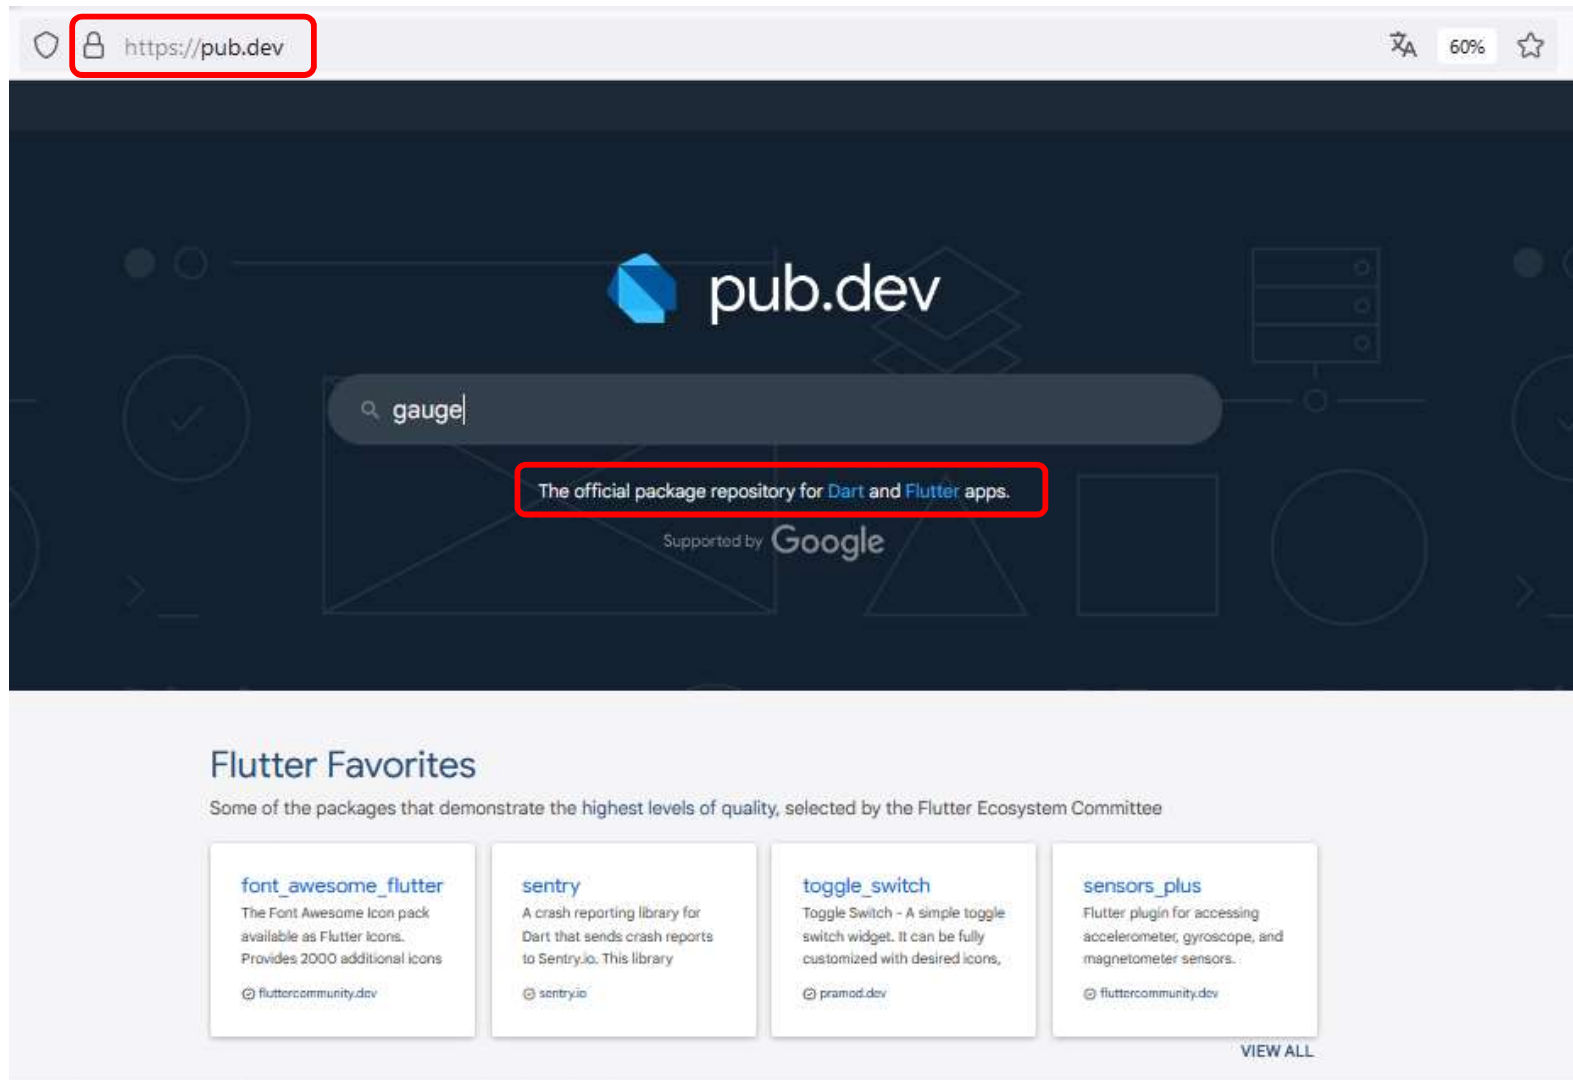 https://pub.dev
60%
pub.dev
gauge
The official package repository for Dart and Flutter apps.
Supported by Google
Flutter Favorites
Some of the packages that demonstrate the highest levels of quality, selected by the Flutter Ecosystem Committee
font_awesome_flutter
The Font Awesome Icon pack
available as Flutter Icons.
Provides 2000 additional icons
fluttercommunity.dev
sentry
A crash reporting library for
Dart that sends crash reports
to Sentry.io. This library
sentry.io
toggle_switch
Toggle Switch - A simple toggle
switch widget. It can be fully
customized with desired icons,
pramod.dev
sensors_plus
Flutter plugin for accessing
accelerometer, gyroscope, and
magnetometer sensors.
fluttercommunity.dev
VIEW ALL